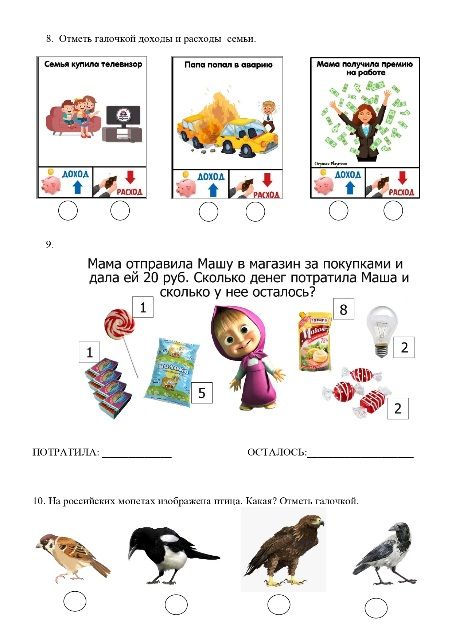 8. Отметь галочкой доходы и расходы семьи.
Семья купила телевизор
Папа попал в аварию
Мама получила премию
на работе
ДОХОД
РАСХОД
ДОХОД
РАСХОД
ДОХОД
РАСХОД
9.
Мама отправила Машу в магазин за покупками и
дала ей 20 руб. Сколько денег потратила Маша и
сколько у нее осталось?
1
8
1
2
5
2
ПОТРАТИЛА: _____________ ОСТАЛОСЬ:____________________
10. На российских монетах изображена птица. Какая? Отметь галочкой.